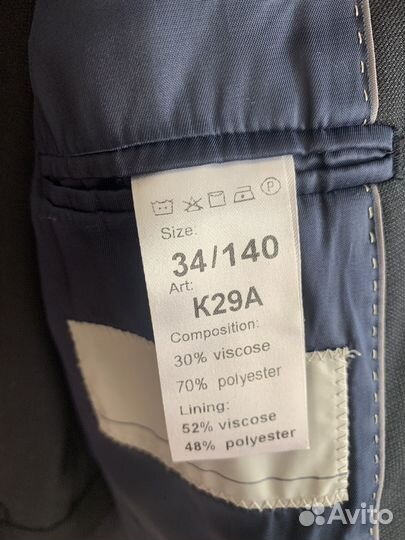 Size:
34/140
Art:
K29A
Composition:
30% viscose
70% polyester
Lining:
52% viscose
48% polyester
Avito